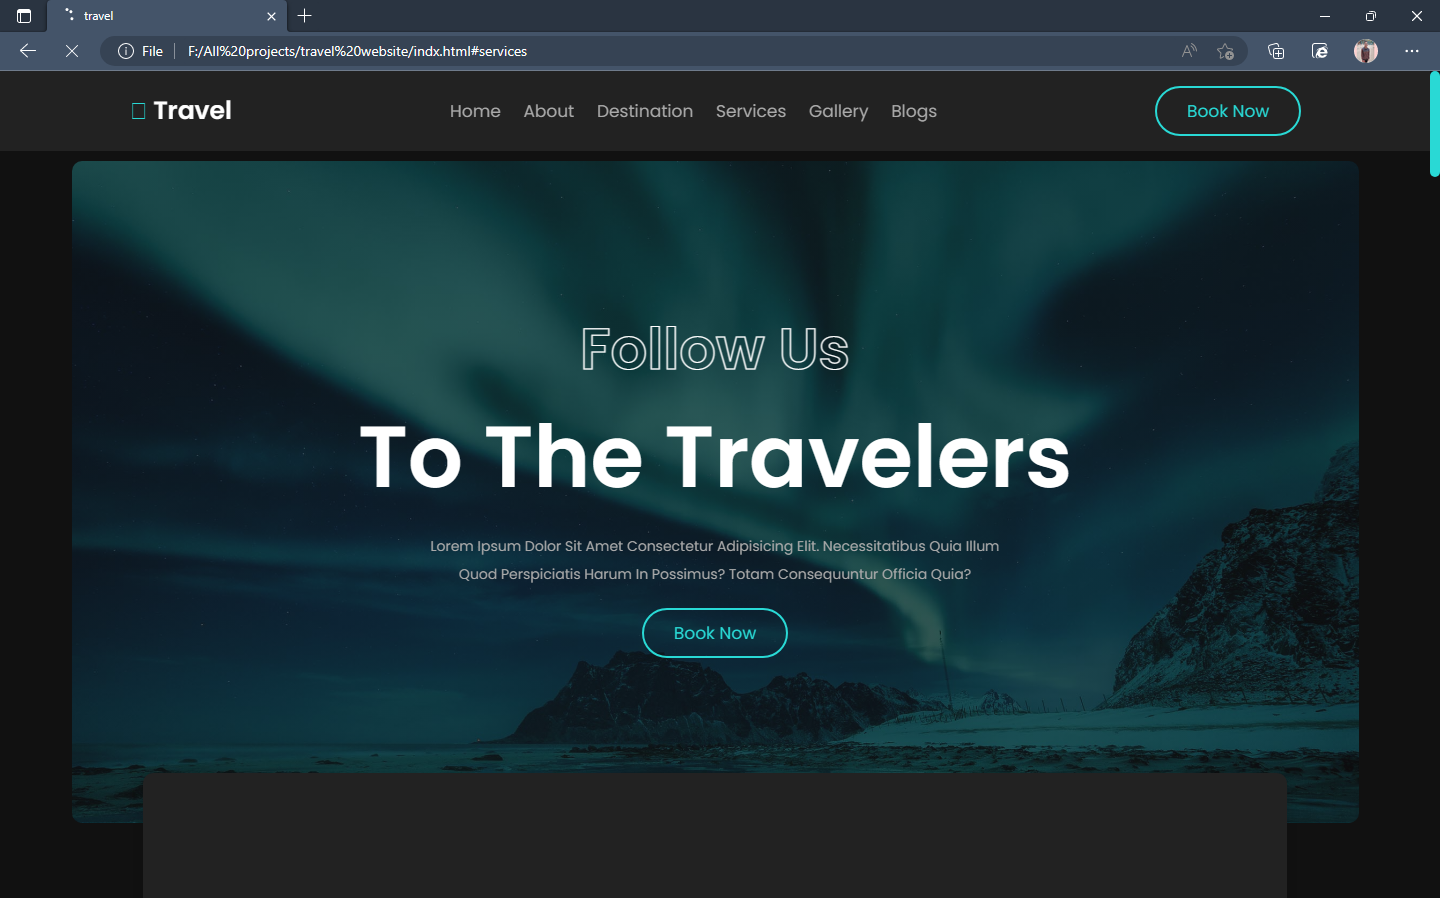 travel
File F:/All%20projects/travel%20website/indx.html#services
Travel Home About Destination Services Gallery Blogs Book Now
Follow Us
To The Travelers
Lorem Ipsum Dolor Sit Amet Consectetur Adipisicing Elit. Necessitatibus Quia Illum
Quod Perspiciatis Harum In Possimus? Totam Consequuntur Officia Quia?
Book Now